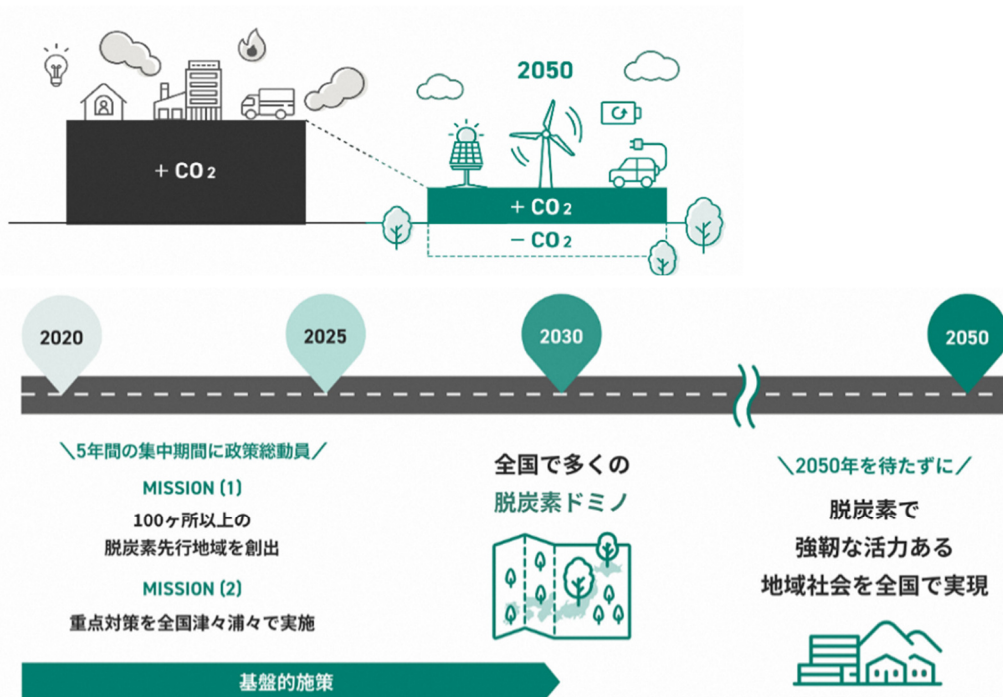 2050
+ CO2
+ CO2
− CO2
2020
2025
2030
2050
\5年間の集中期間に政策総動員/
MISSION (1)
100ヶ所以上の
脱炭素先行地域を創出
MISSION (2)
重点対策を全国津々浦々で実施
基盤的施策
全国で多くの
脱炭素ドミノ
\2050年を待たずに/
脱炭素で
強靭な活力ある
地域社会を全国で実現